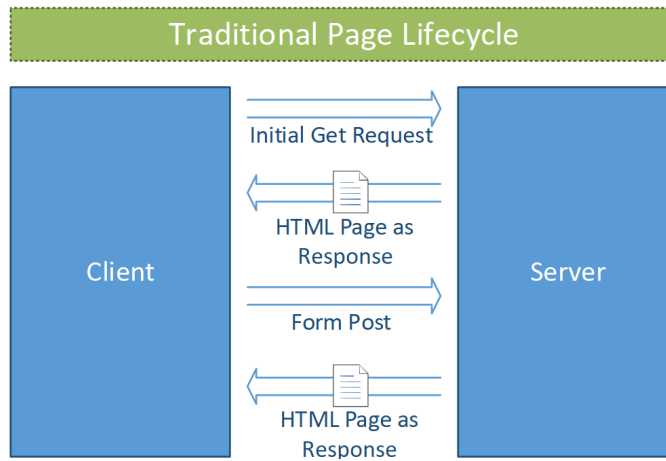 Traditional Page Lifecycle
Client
Initial Get Request
HTML Page as
Response
Form Post
HTML Page as
Response
Server